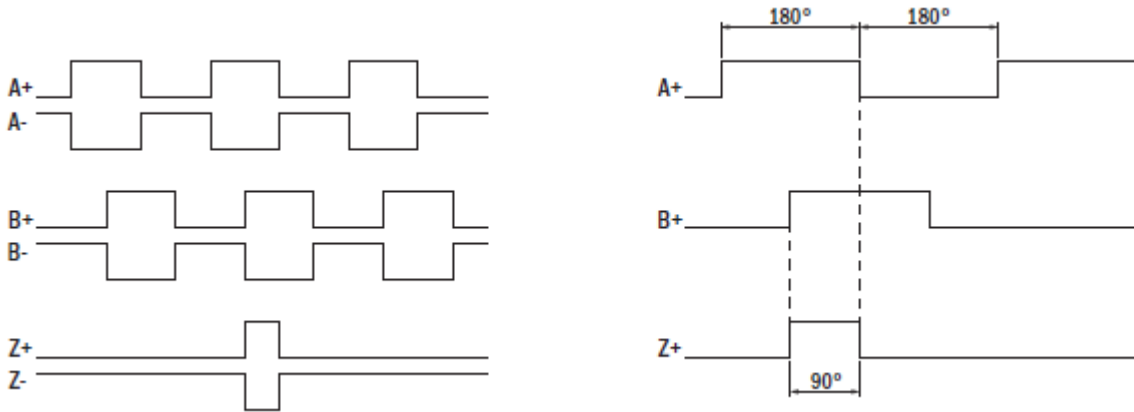 180° 180°
A+
A-
A+
B+
B-
B+
Z+
Z-
Z+
90°